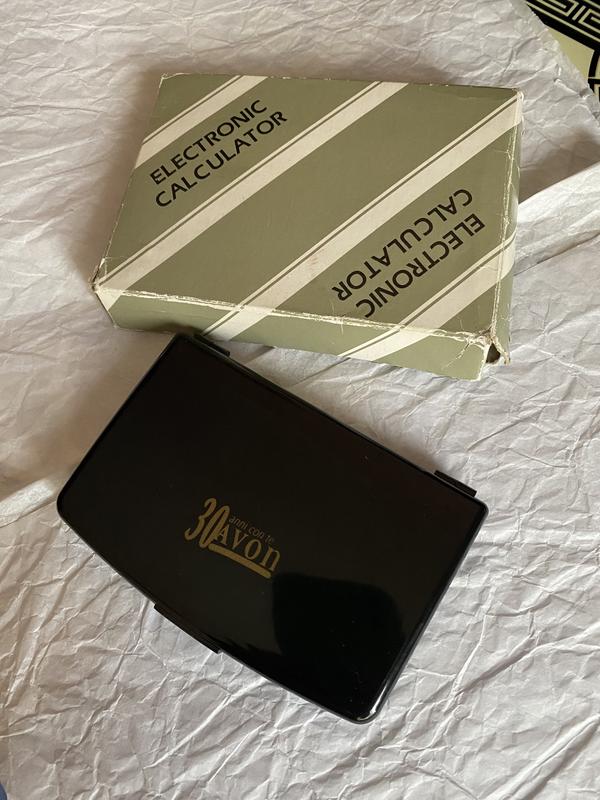 ELECTRONIC
CALCULATOR
ELECTRONIC
CALCULATOR
30 anni con te
Avon